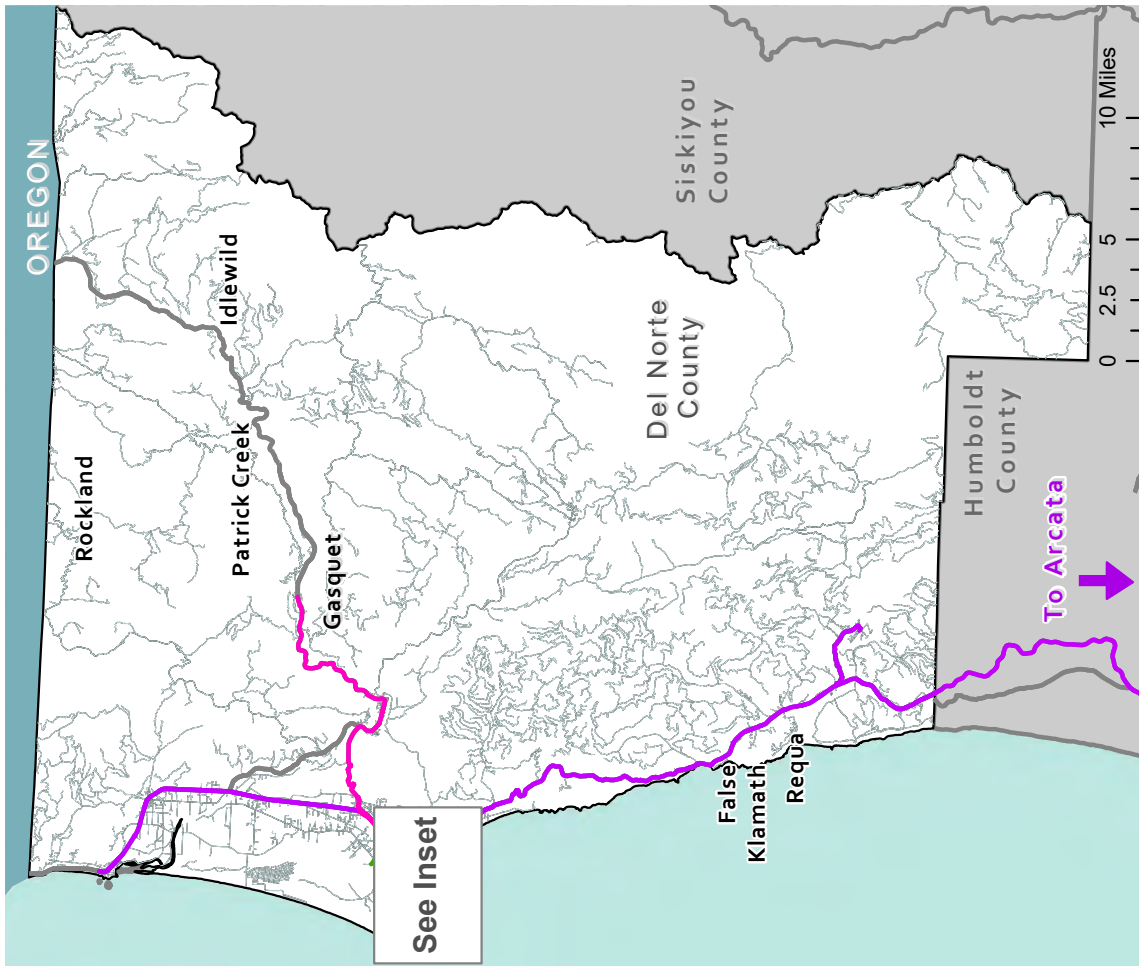 OREGON
Rockland
Idlewild
Patrick Creek
Gasquet
Siskiyou
County
Del Norte
County
See Inset
False
Klamath
Requa
Humboldt
County
To Arcata
0 2.5 5 10 Miles